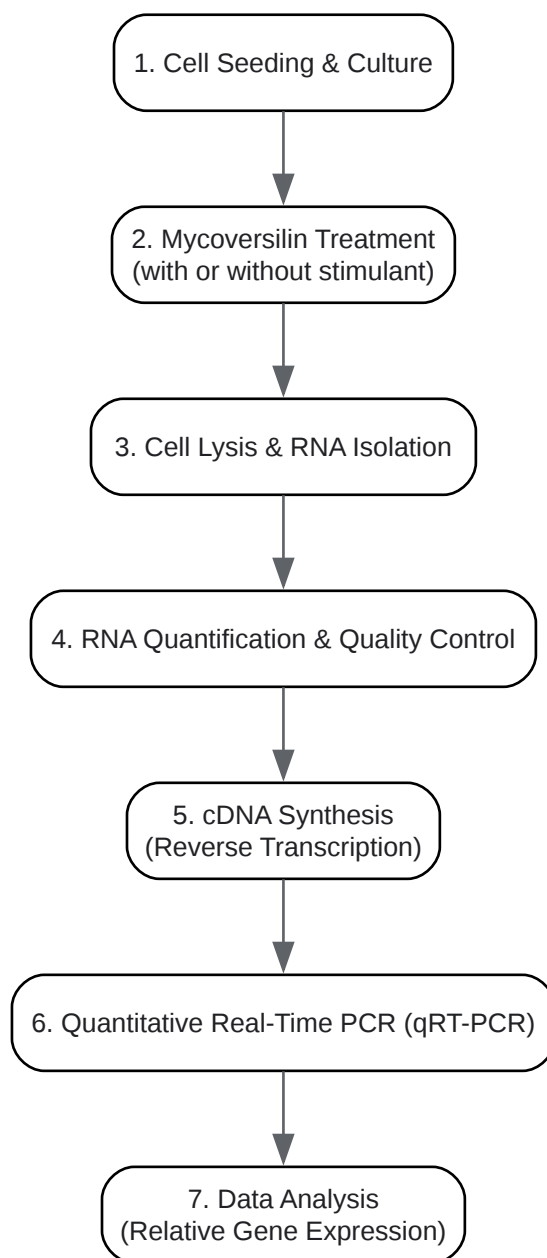 1. Cell Seeding & Culture
2. Mycoversilin Treatment
(with or without stimulant)
3. Cell Lysis & RNA Isolation
4. RNA Quantification & Quality Control
5. cDNA Synthesis
(Reverse Transcription)
6. Quantitative Real-Time PCR (qRT-PCR)
7. Data Analysis
(Relative Gene Expression)